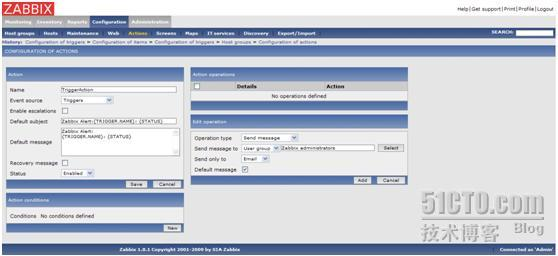 ZABBIX
Help | Get support | Print | Profile | Logout
Monitoring Inventory Reports Configuration Administration
Host groups Hosts Maintenance Web Actions Screens Maps IT services Discovery Export/Import SEARCH:
History: Configuration of triggers » Configuration of items » Configuration of triggers » Host groups » Configuration of actions
CONFIGURATION OF ACTIONS
Action
Name TriggerAction
Event source Triggers
Enable escalations
Default subject Zabbix Alert:{TRIGGER.NAME}: {STATUS}
Default message Zabbix Alert:
{TRIGGER.NAME}: {STATUS}
Recovery message
Status Enabled
Save Cancel
Action conditions
Conditions No conditions defined
New
Action operations
Details Action
No operations defined
Edit operation
Operation type Send message
Send message to User group Zabbix administrators Select
Send only to Email
Default message
Add Cancel
51CTO.com
技术博客 Blog
Zabbix 1.8.1 Copyright 2001-2009 by SIA Zabbix
Connected as 'Admin'